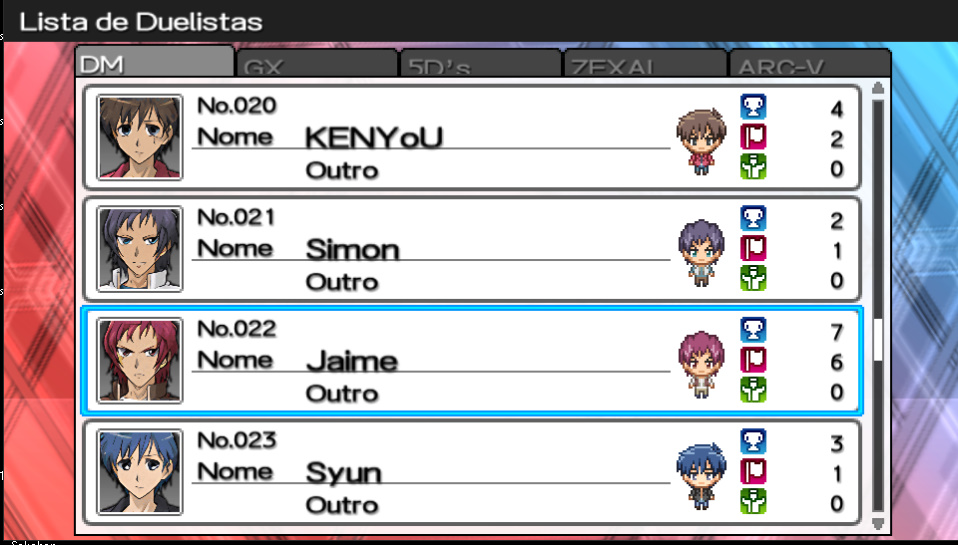 Lista de Duelistas
DM GX 5D's ZEXAL ARC-V
No.020
Nome KENYoU
Outro
4
2
0
No.021
Nome Simon
Outro
2
1
0
No.022
Nome Jaime
Outro
7
6
0
No.023
Nome Syun
Outro
3
1
0